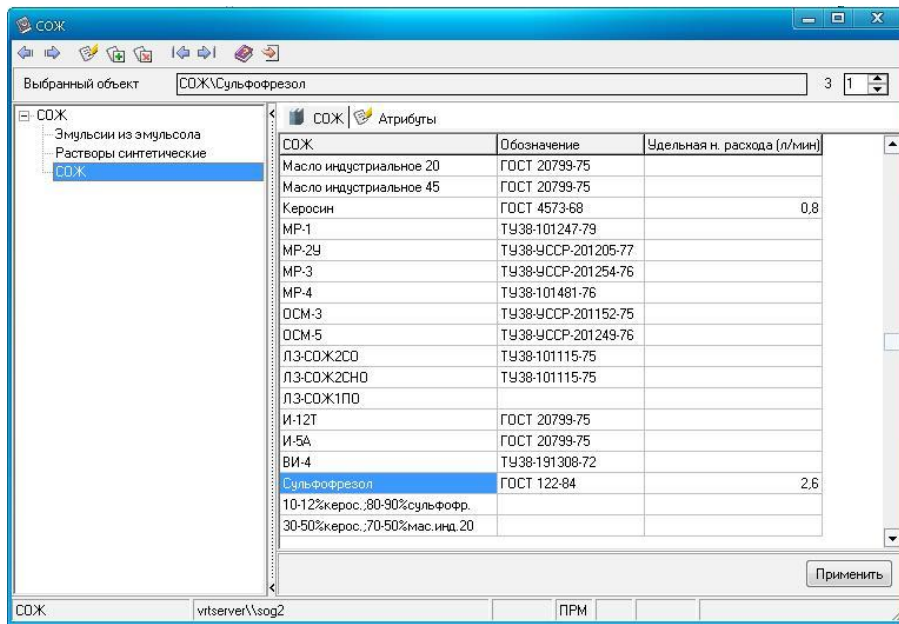 СОЖ
Выбранный объект СОЖ\Сульфофрезол 3 1
СОЖ
Эмульсии из эмульсола
Растворы синтетические
СОЖ
СОЖ Атрибуты
СОЖ Обозначение Удельная н. расхода (л/мин)
Масло индустриальное 20 ГОСТ 20799-75
Масло индустриальное 45 ГОСТ 20799-75
Керосин ГОСТ 4573-68 0,8
МР-1 ТУ38-101247-79
МР-2У ТУ38-УССР-201205-77
МР-3 ТУ38-УССР-201254-76
МР-4 ТУ38-101481-76
ОСМ-3 ТУ38-УССР-201152-75
ОСМ-5 ТУ38-УССР-201249-76
ЛЗ-СОЖ2СО ТУ38-101115-75
ЛЗ-СОЖ2СНО ТУ38-101115-75
ЛЗ-СОЖ1ПО
И-12Т ГОСТ 20799-75
И-5А ГОСТ 20799-75
ВИ-4 ТУ38-191308-72
Сульфофрезол ГОСТ 122-84 2,6
10-12%керос.;80-90%сульфофр.
30-50%керос.;70-50%мас.инд.20
Применить
СОЖ vrtserver\\sog2 ПРМ